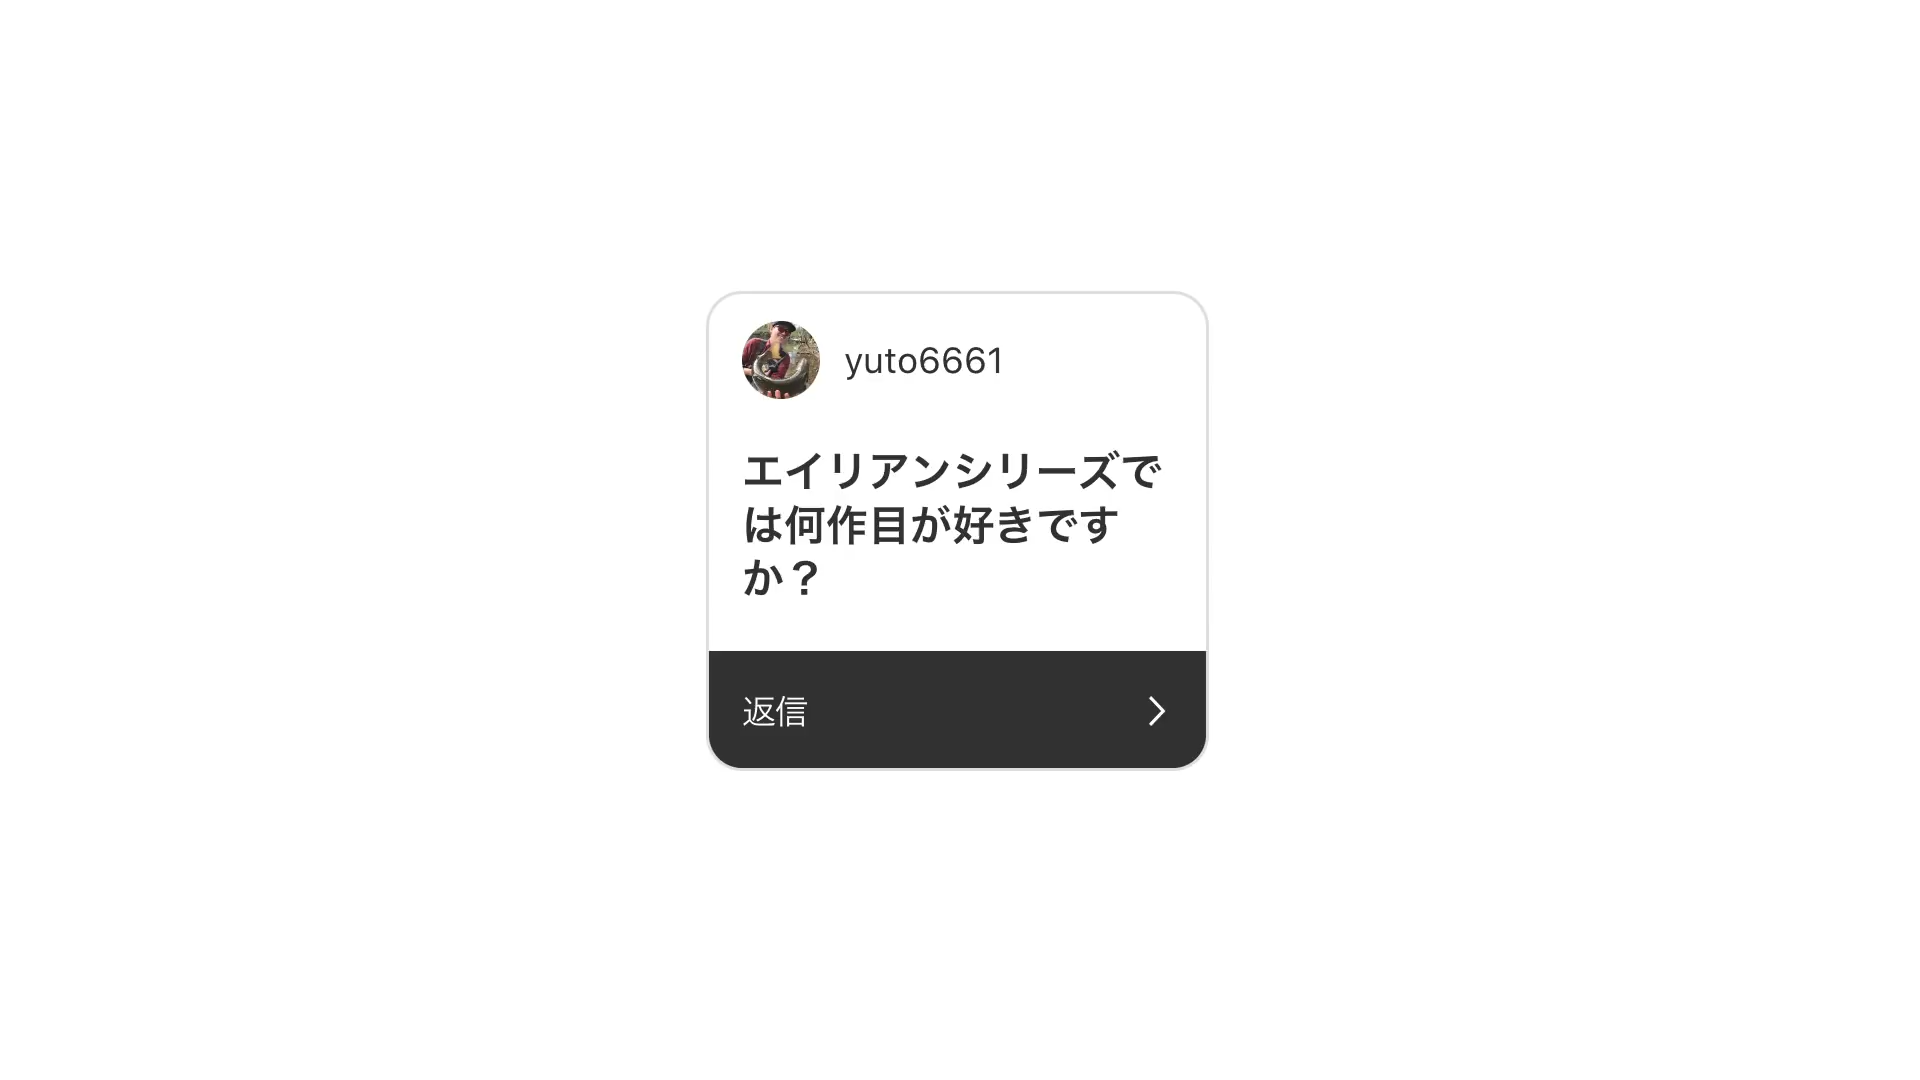 yuto6661
エイリアンシリーズで
は何作目が好きです
か？
返信